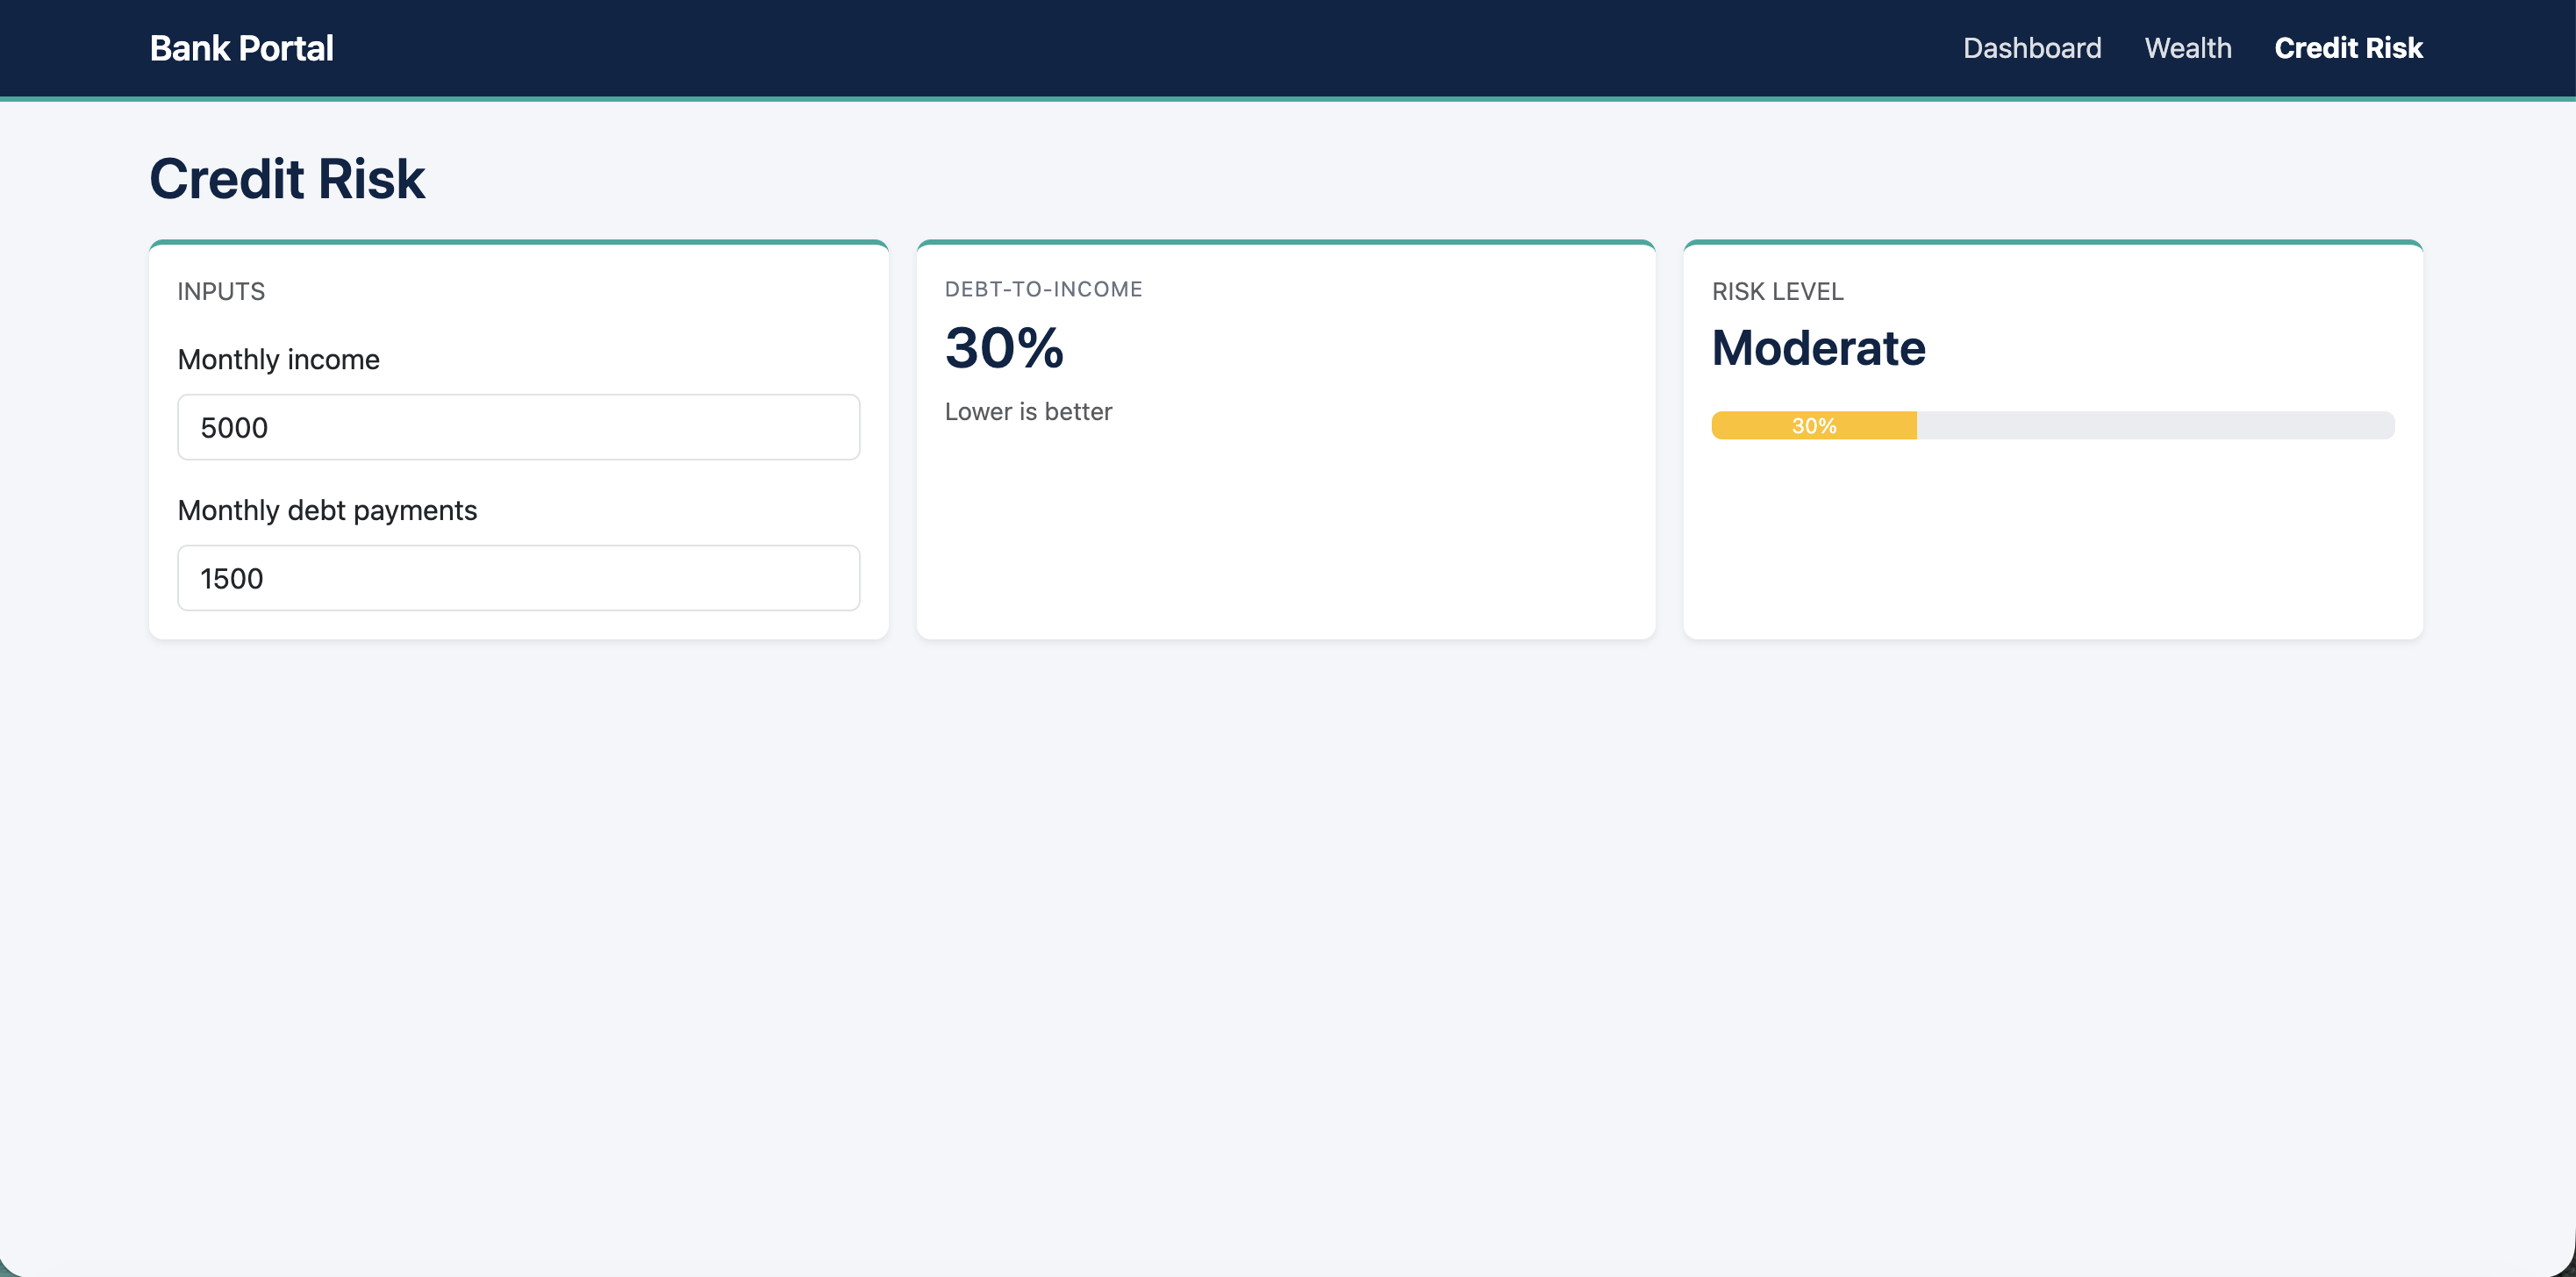 Bank Portal
Dashboard Wealth Credit Risk
Credit Risk
INPUTS
Monthly income
5000
Monthly debt payments
1500
DEBT-TO-INCOME
30%
Lower is better
RISK LEVEL
Moderate
30%